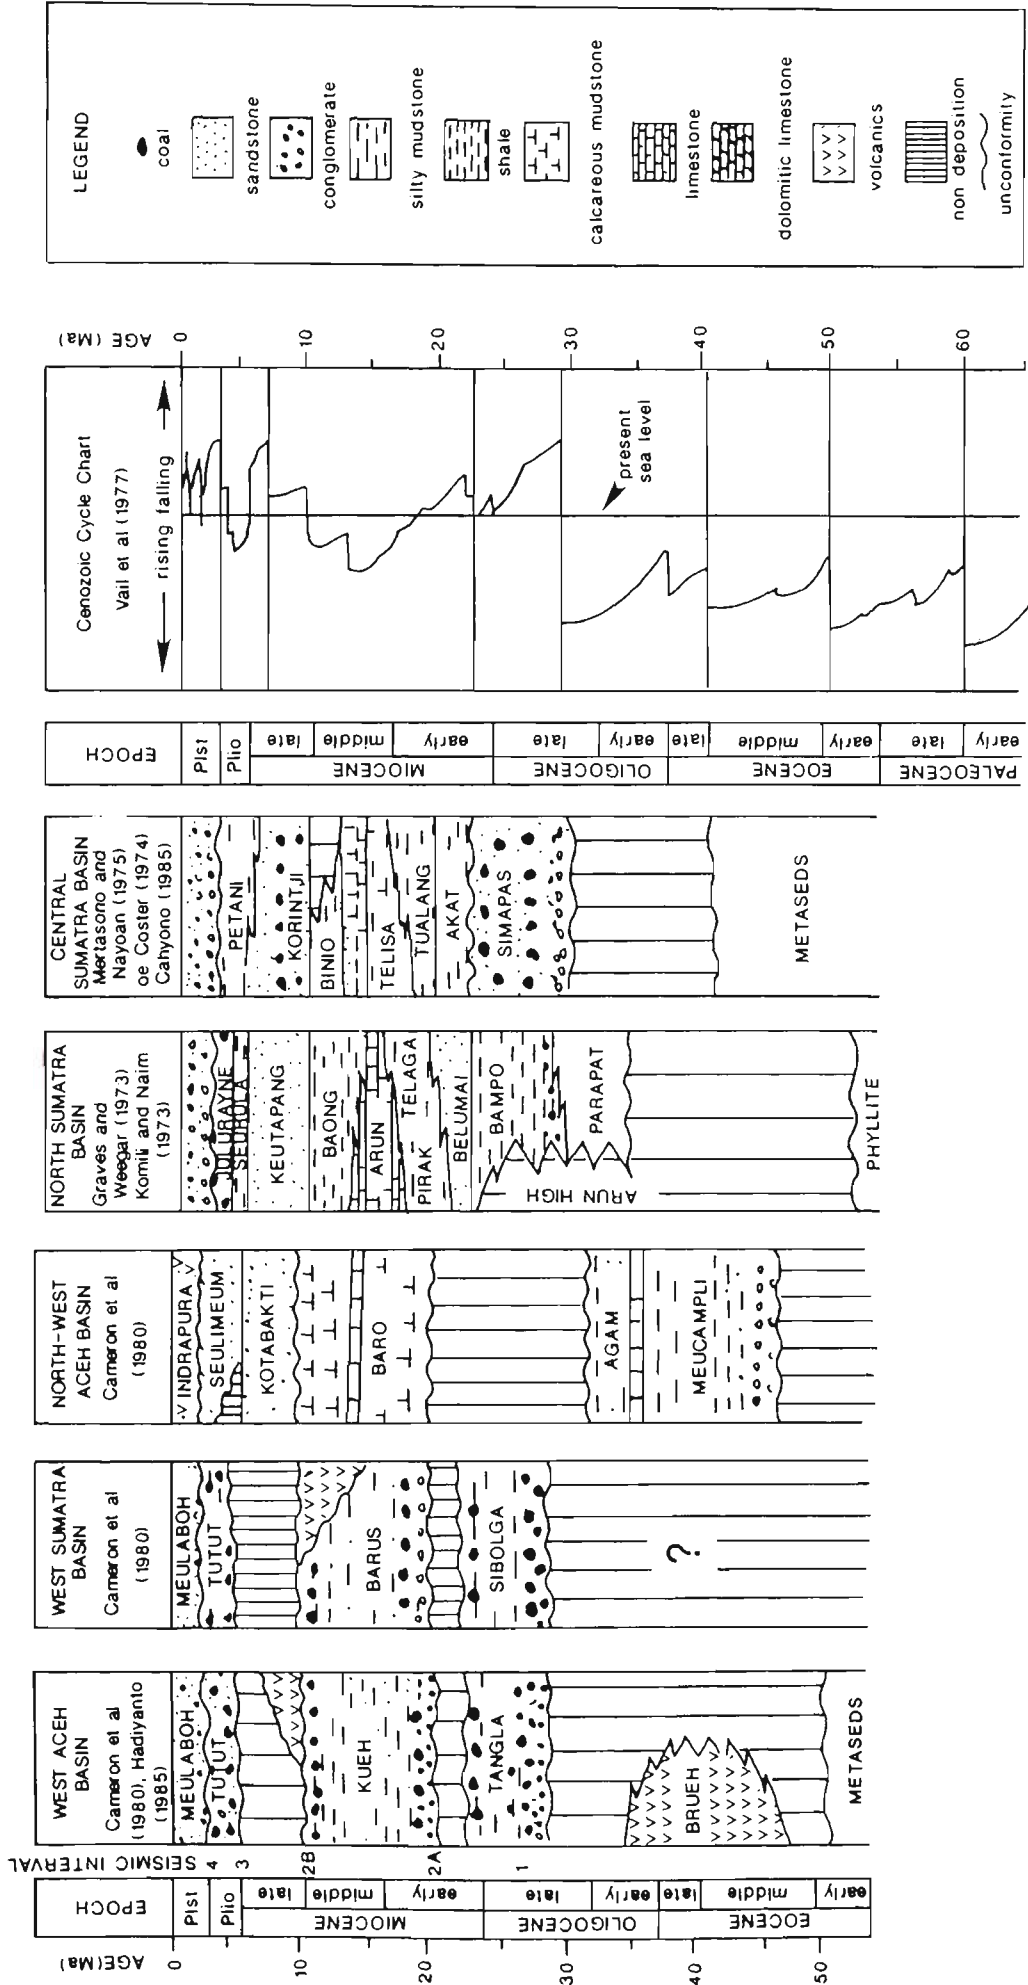 LEGEND
coal
sandstone
conglomerate
silty mudstone
shale
calcareous mudstone
limestone
dolomitic limestone
volcanics
non deposition
unconformity
AGE (Ma)
0
10
20
30
40
50
60
Cenozoic Cycle Chart
Vail et al (1977)
rising falling
present
sea level
EPOCH
Plst
Plio
late
middle
early
MIOCENE
late
early
OLIGOCENE
late
middle
early
EOCENE
late
early
PALEOCENE
CENTRAL
SUMATRA BASIN
Mertasono and
Nayoan (1975)
de Coster (1974)
Cahyono (1985)
PETANI
KORINTJI
BINIO
TELISA
TUALANG
AKAT
SIMAPAS
METASEDS
NORTH SUMATRA
BASIN
Graves and
Weegar (1973)
Komili and Naim
(1973)
JULURAYNE
SEURULA
KEUTAPANG
BAONG
ARUN
TELAGA
PIRAK
BELUMAI
BAMPO
PARAPAT
ARUN HIGH
PHYLLITE
NORTH-WEST
ACEH BASIN
Cameron et al
(1980)
INDRAPURA
SEULIMEUM
KOTABAKTI
BARO
AGAM
MEUCAMPLI
WEST SUMATRA
BASIN
Cameron et al
(1980)
MEULABOH
TUTUT
BARUS
SIBOLGA
?
WEST ACEH
BASIN
Cameron et al
(1980), Hadiyanto
(1985)
MEULABOH
TUTUT
KUEH
TANGLA
BRUEH
METASEDS
SEISMIC INTERVAL
4
3
2B
2A
1
EPOCH
Plst
Plio
late
middle
early
MIOCENE
late
early
OLIGOCENE
late
middle
early
EOCENE
AGE(Ma)
0
10
20
30
40
50